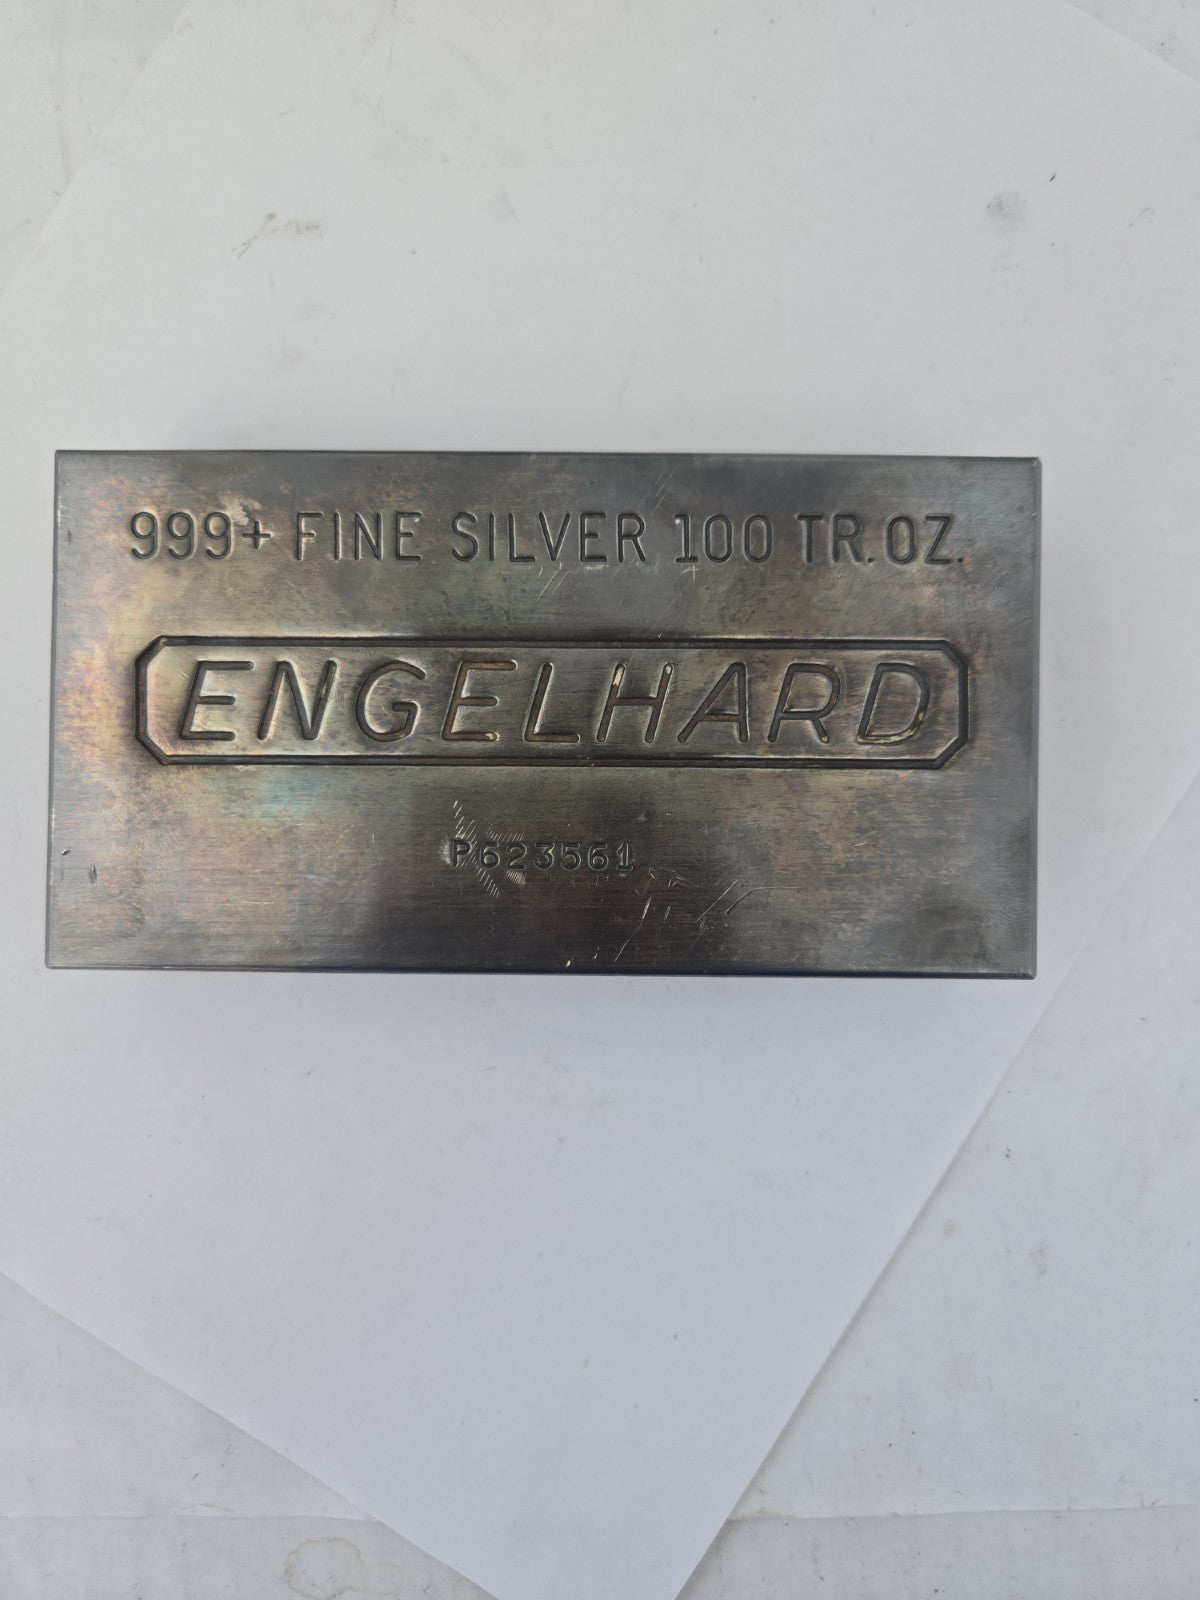 999+ FINE SILVER 100 TR.OZ.
ENGELHARD
P623561